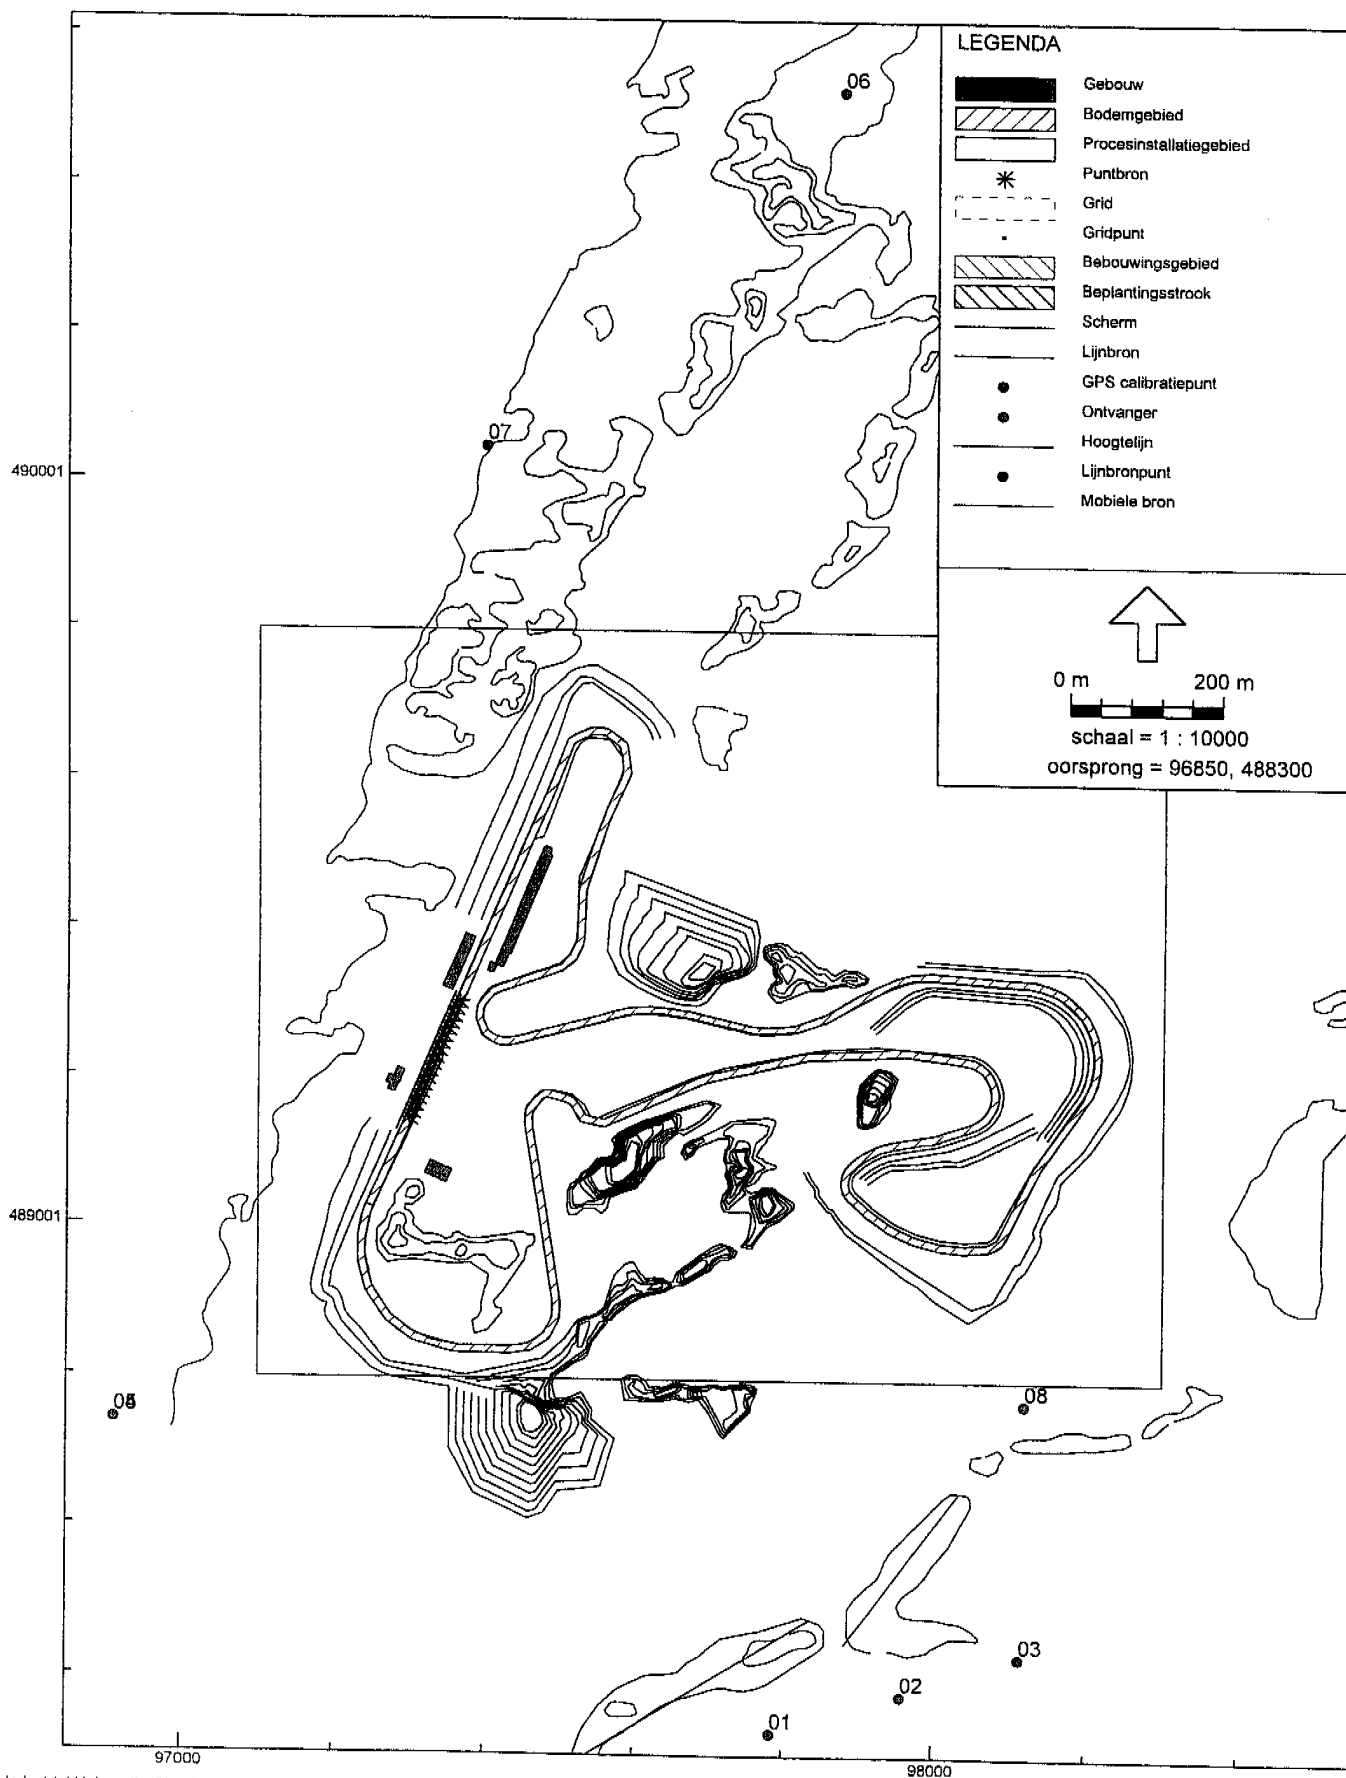 LEGENDA
Gebouw
Bodemgebied
Procesinstallatiegebied
Puntbron
Grid
Gridpunt
Bebouwingsgebied
Beplantingsstrook
Scherm
Lijnbron
GPS calibratiepunt
Ontvanger
Hoogtelijn
Lijnbronpunt
Mobiele bron
0 m 200 m
schaal = 1 : 10000
oorsprong = 96850, 488300
06
07
490001
489001
08
03
02
01
97000
98000